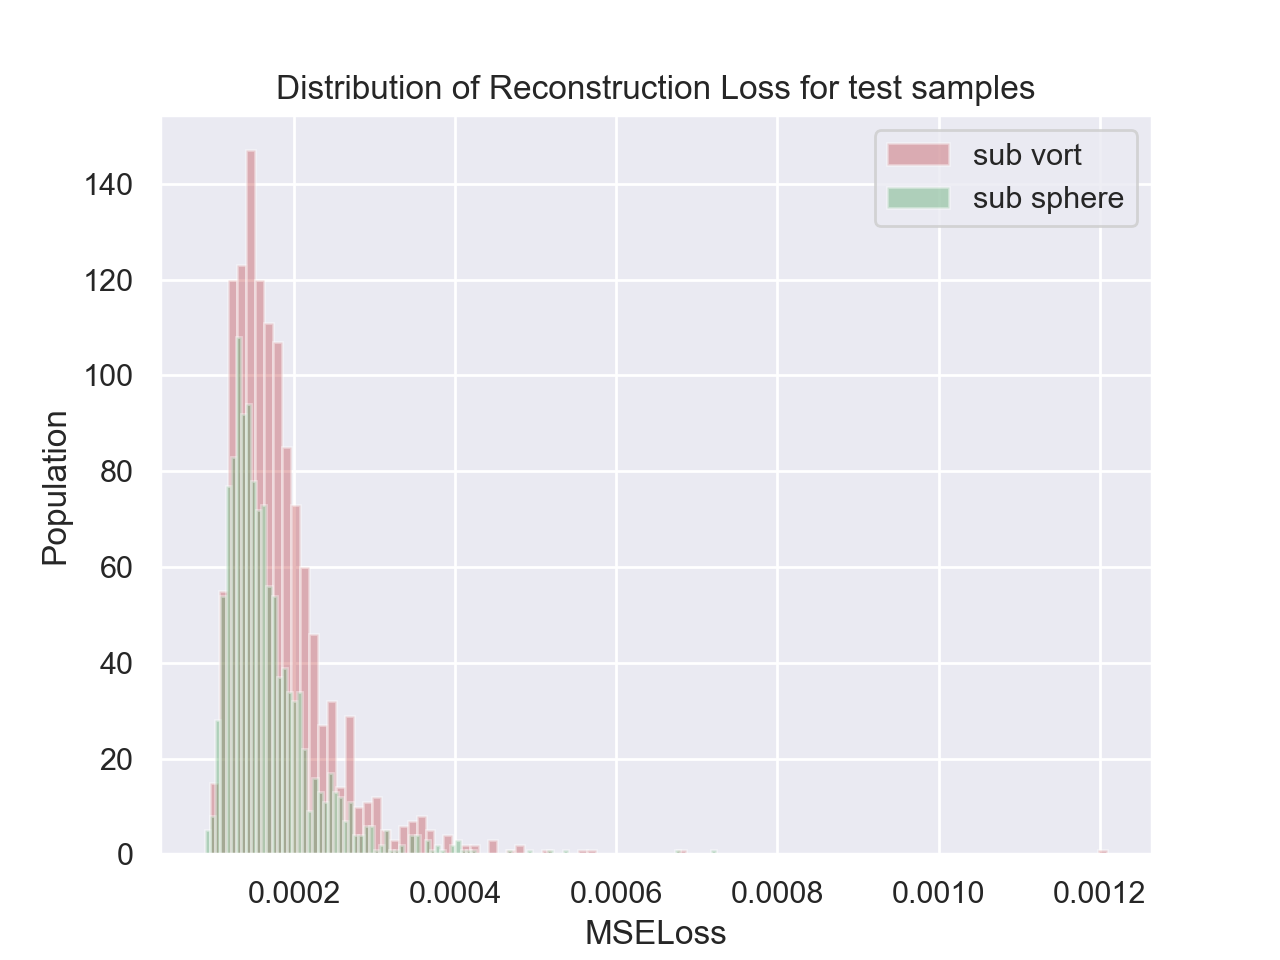 Distribution of Reconstruction Loss for test samples
sub vort
sub sphere
140
120
100
80
60
40
20
0
Population
0.0002 0.0004 0.0006 0.0008 0.0010 0.0012
MSELoss